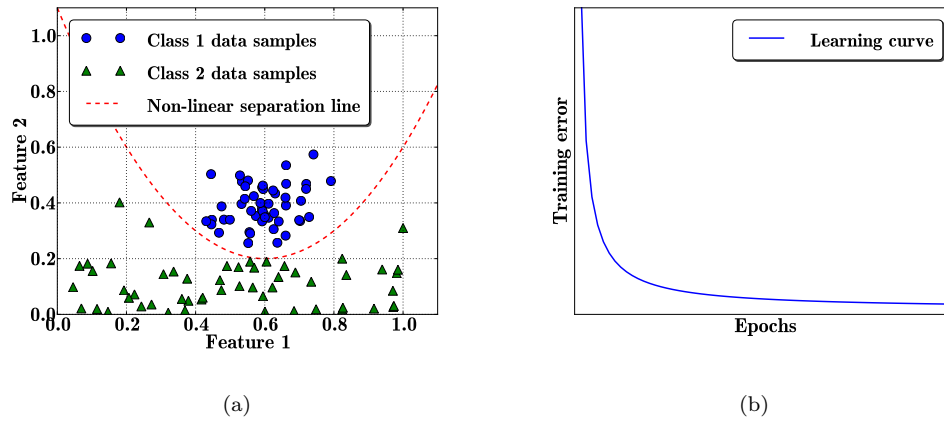 1.0
0.8
0.6
0.4
0.2
0.0
Feature 2
Class 1 data samples
Class 2 data samples
Non-linear separation line
0.0 0.2 0.4 0.6 0.8 1.0
Feature 1
(a)
Training error
Learning curve
Epochs
(b)